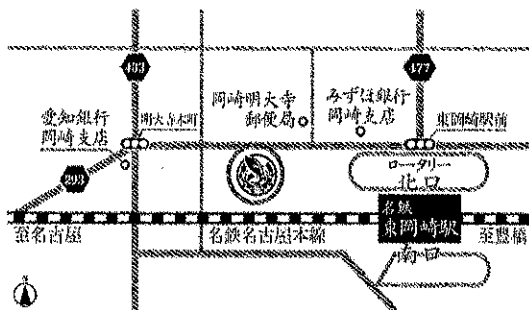 483
477
愛知銀行
岡崎支店
明大寺本町
岡崎明大寺
郵便局
みずほ銀行
岡崎支店
東岡崎駅前
ロータリー
北口
293
名鉄
東岡崎駅
至名古屋
名鉄名古屋本線
至豊橋
南口